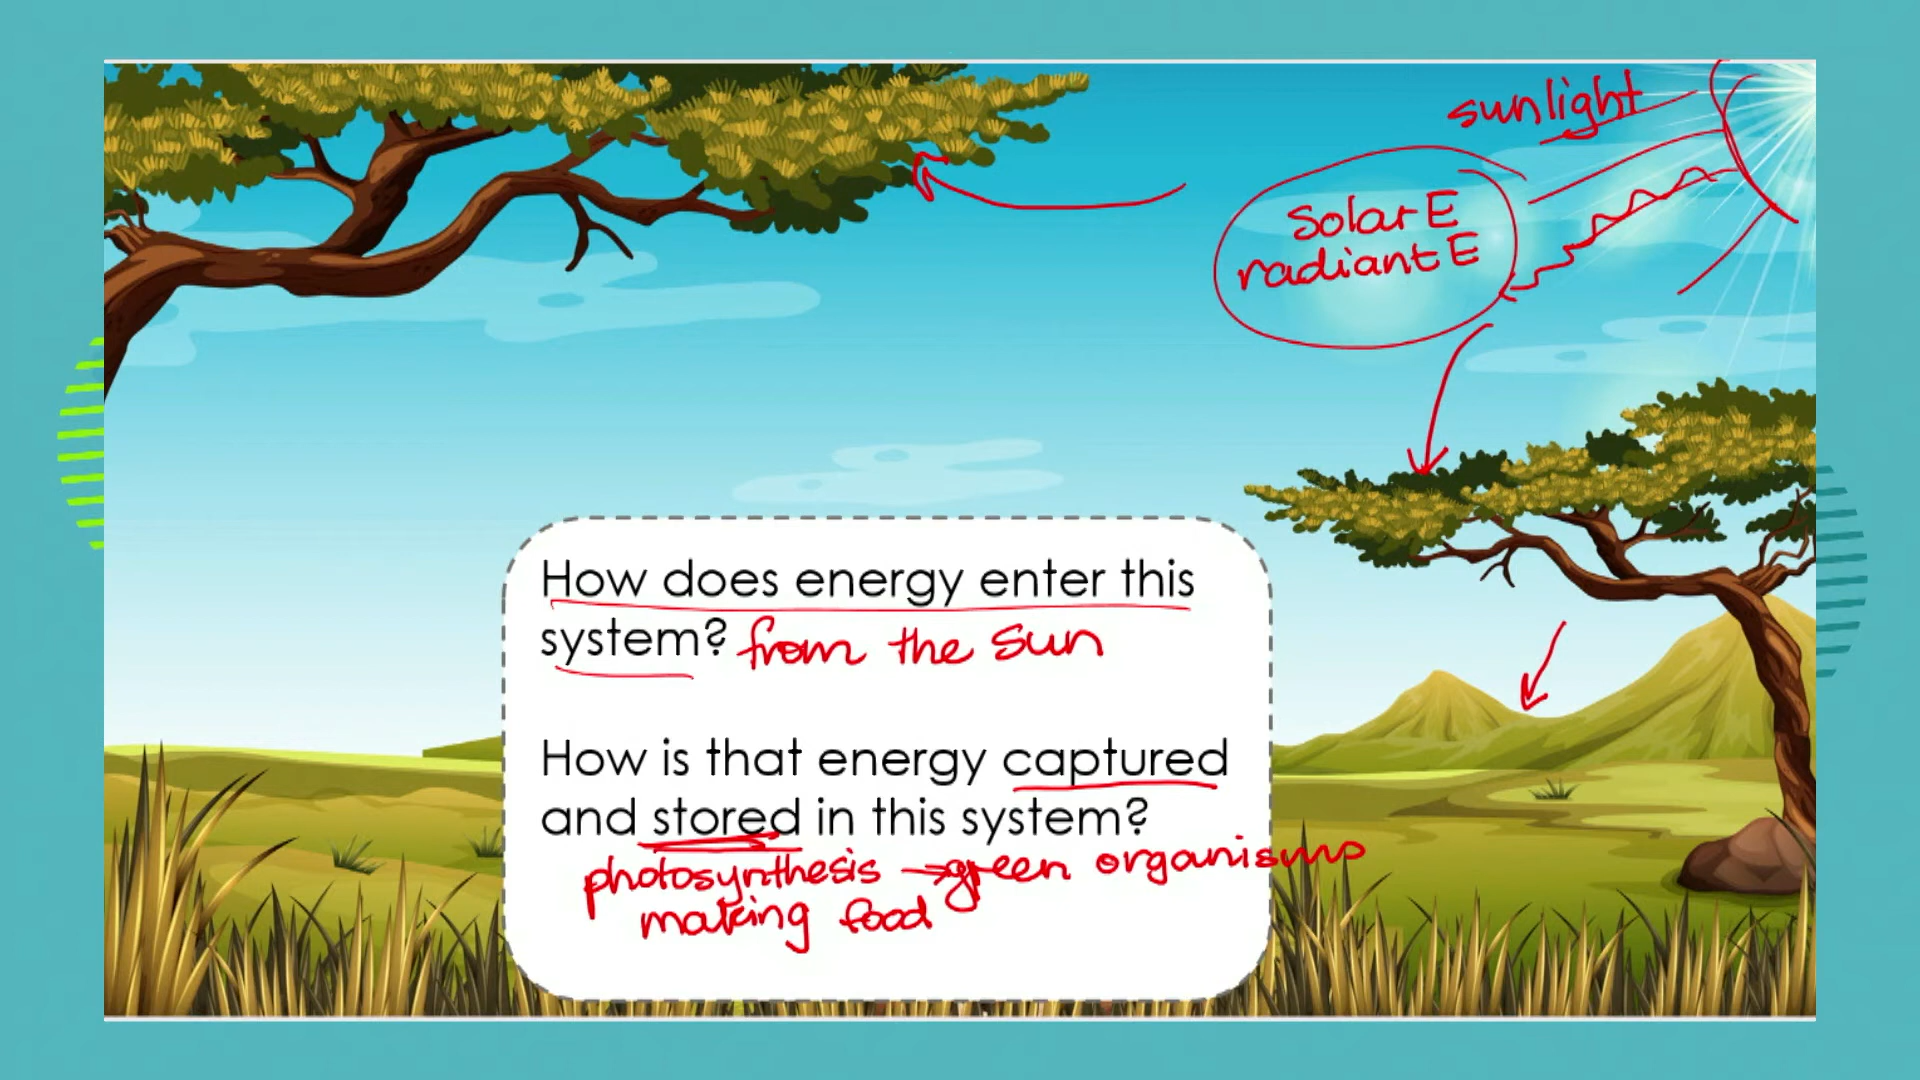 sunlight
Solar E
radiant E
How does energy enter this
system? from the sun
How is that energy captured
and stored in this system?
photosynthesis → green organisms
making food